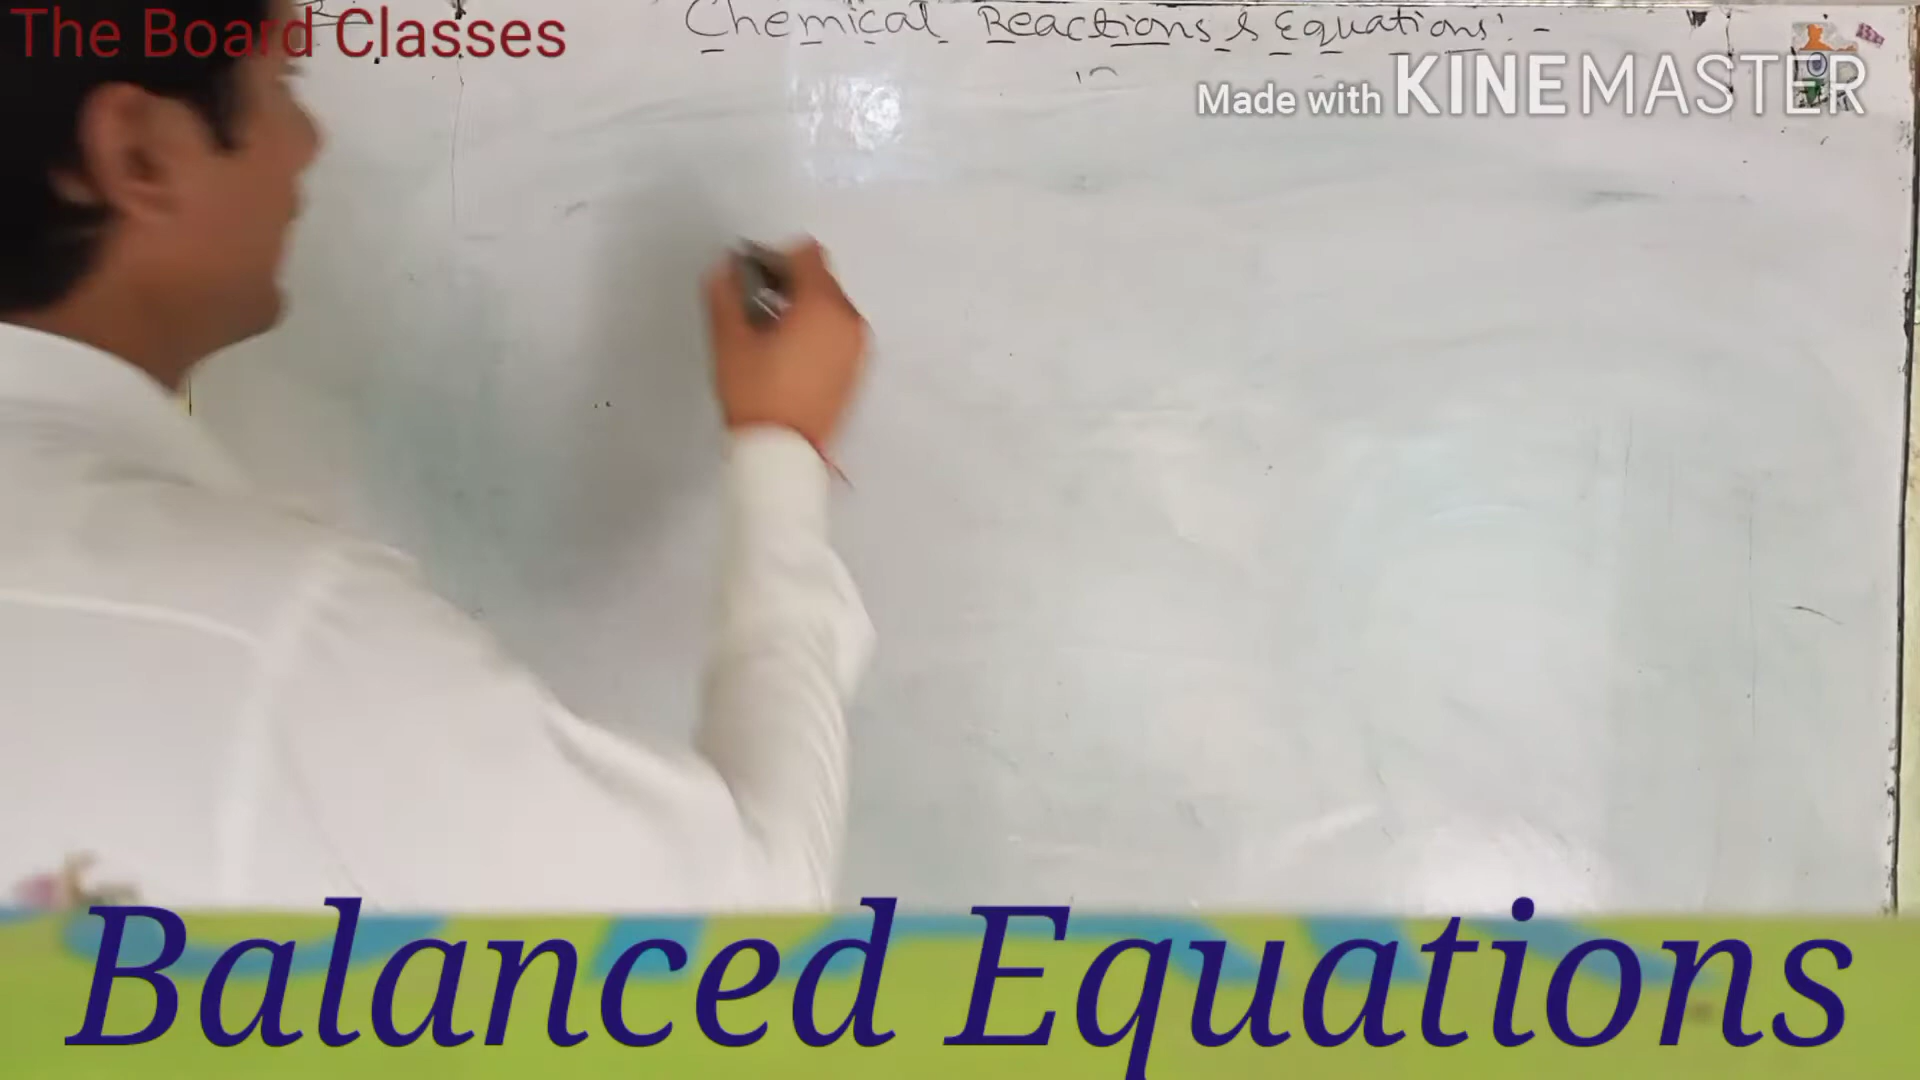 The Board Classes
Chemical Reactions & Equations:-
Made with KINEMASTER
Balanced Equations